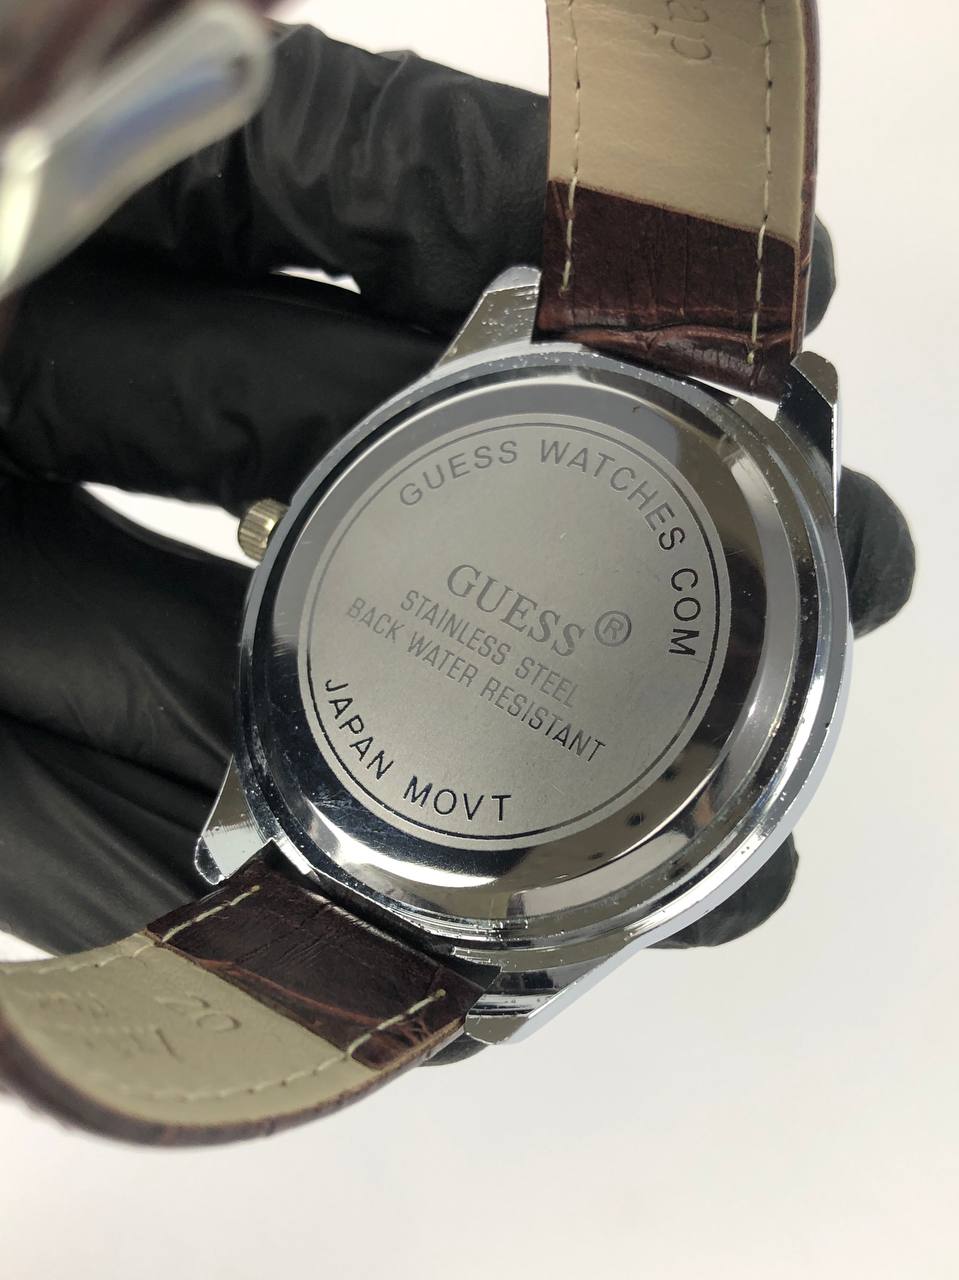 GUESS WATCHES COM
GUESS ®
STAINLESS STEEL
BACK WATER RESISTANT
JAPAN MOVT